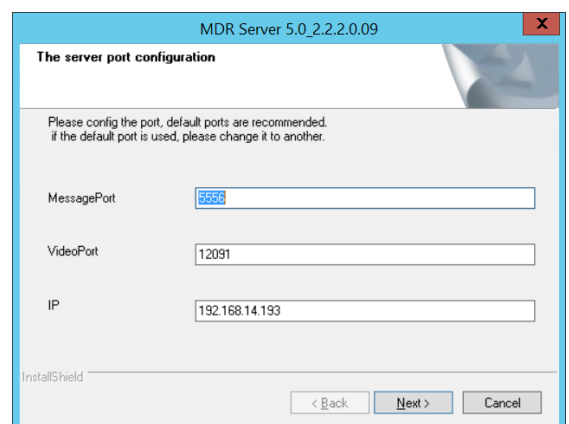 MDR Server 5.0_2.2.2.0.09
X
The server port configuration
Please config the port, default ports are recommended.
if the default port is used, please change it to another.
MessagePort 5556
VideoPort 12091
IP 192.168.14.193
InstallShield
< Back Next > Cancel